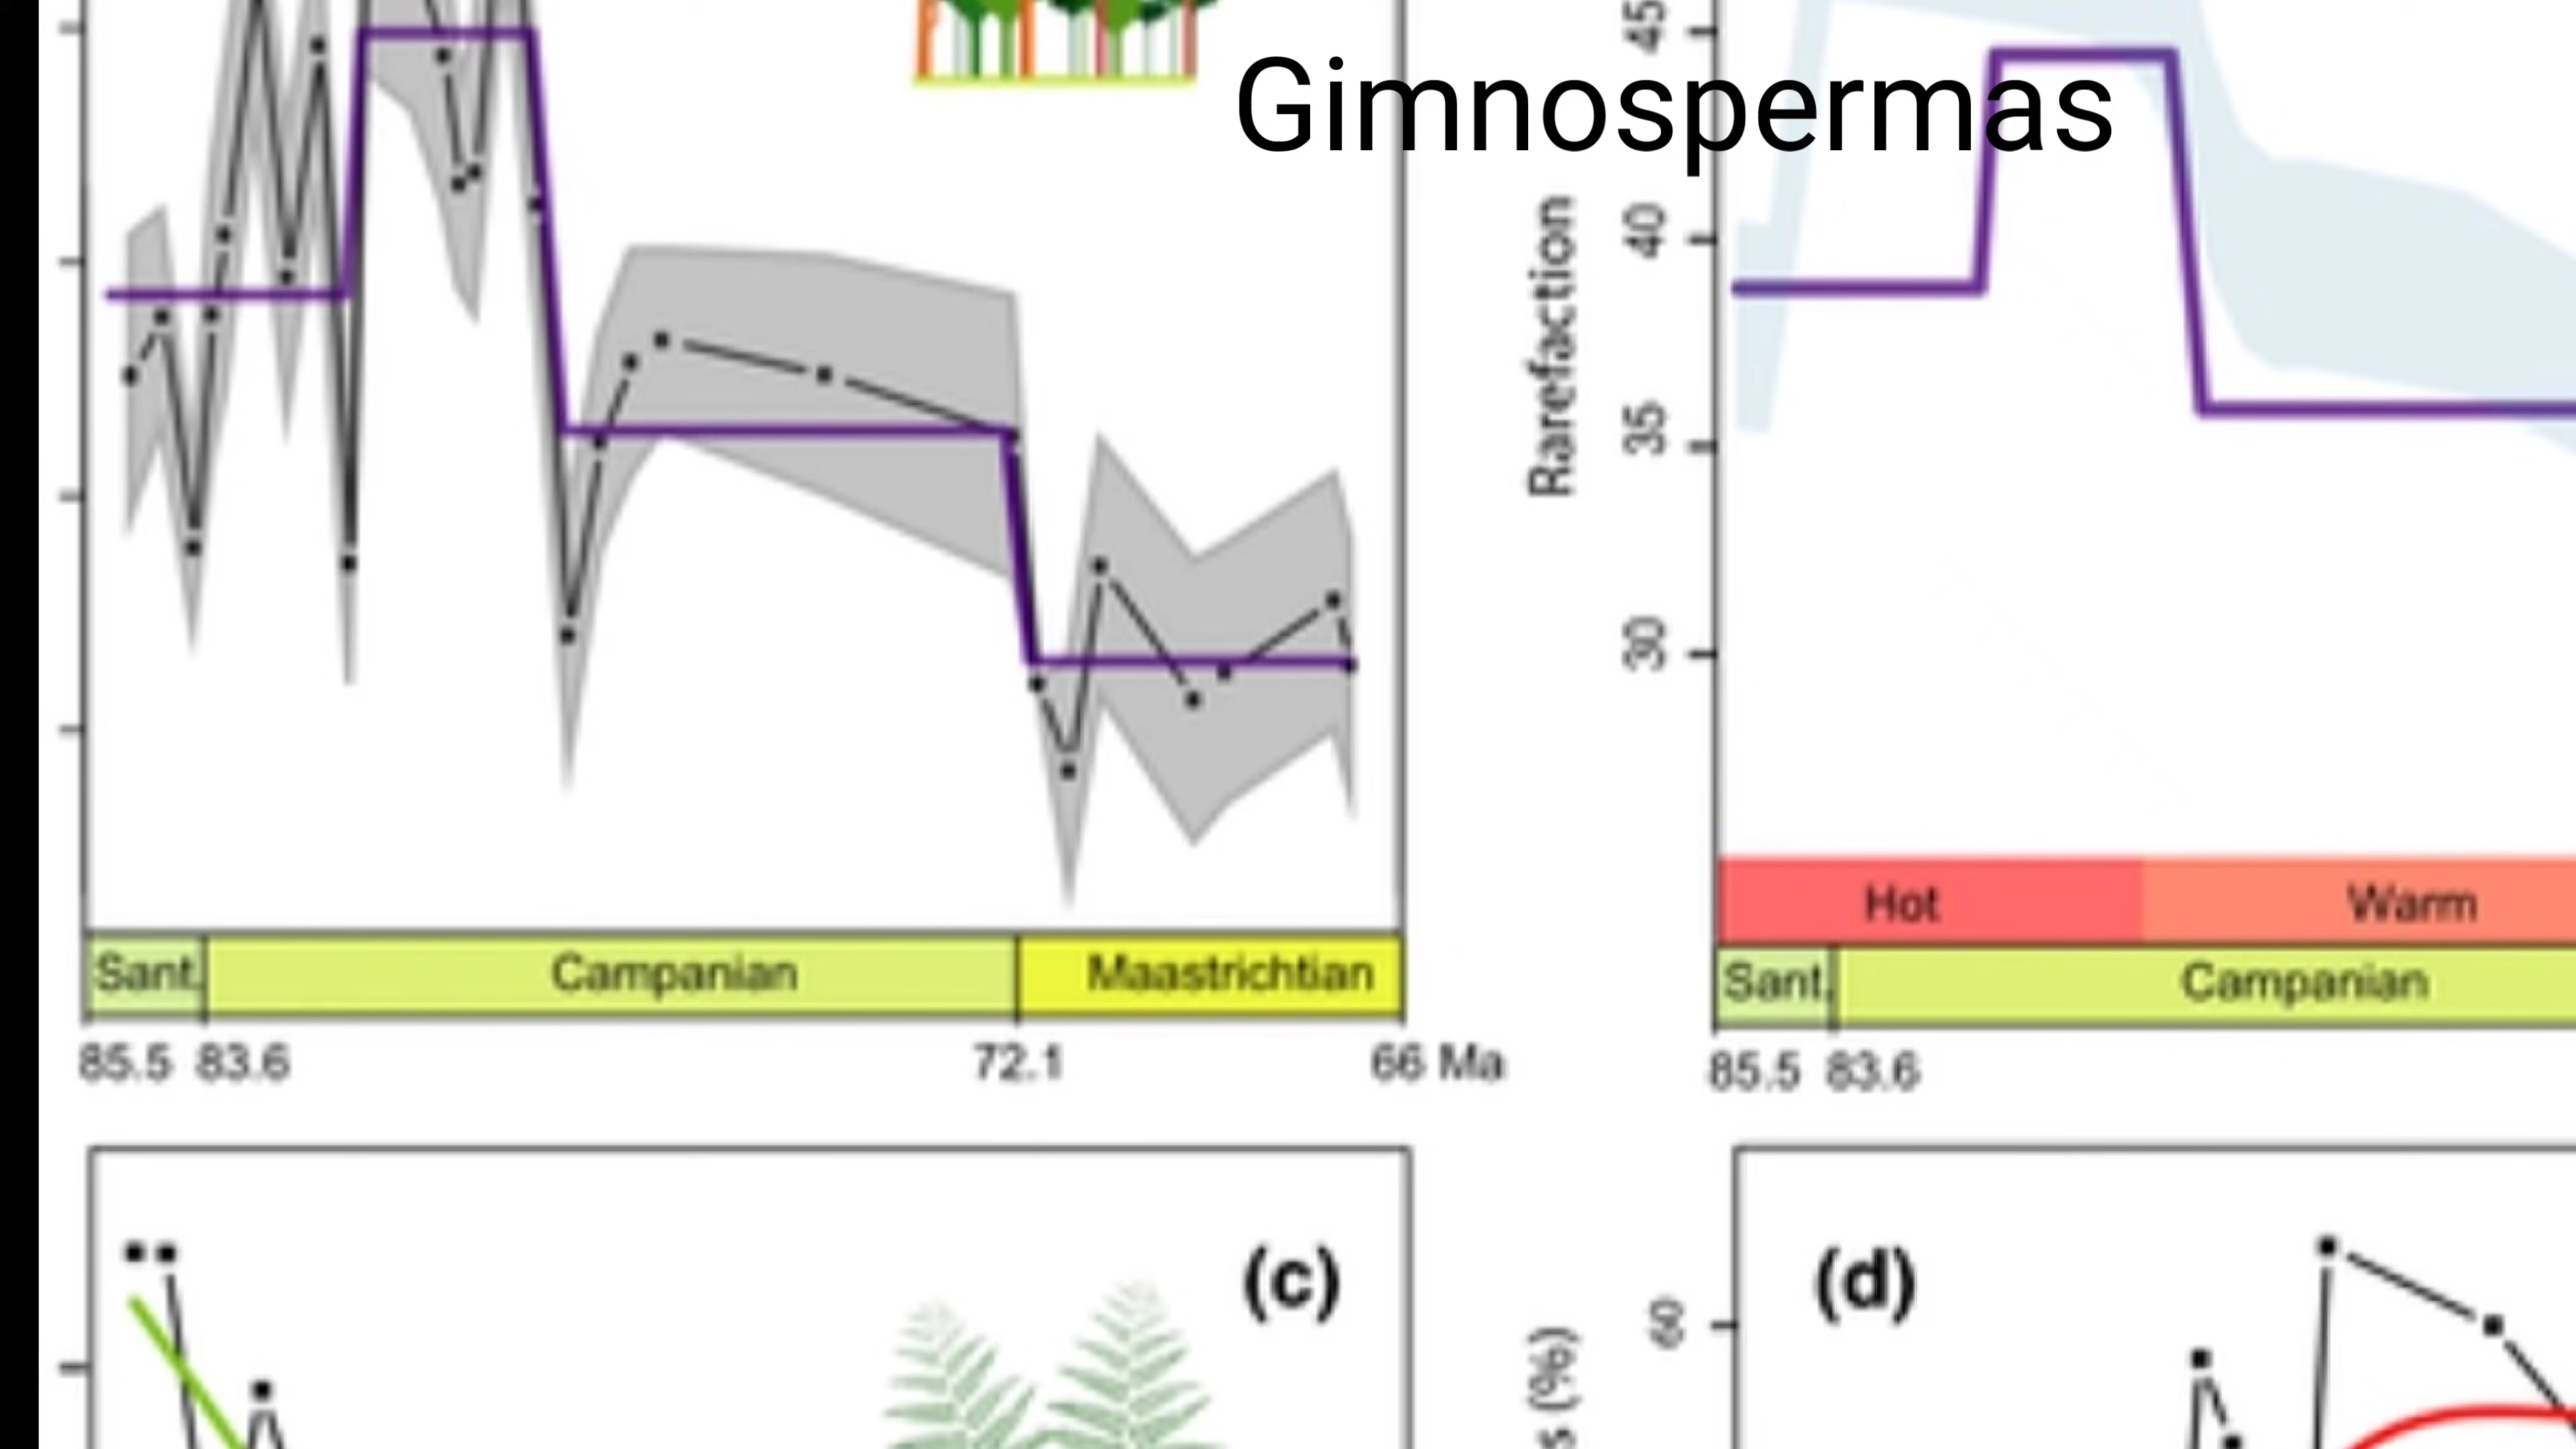 Gimnospermas
45
40
35
30
Rarefaction
Hot Warm
Sant. Campanian Maastrichtian
85.5 83.6 72.1 66 Ma
Sant. Campanian
85.5 83.6
(c)
(d)
60
s (%)